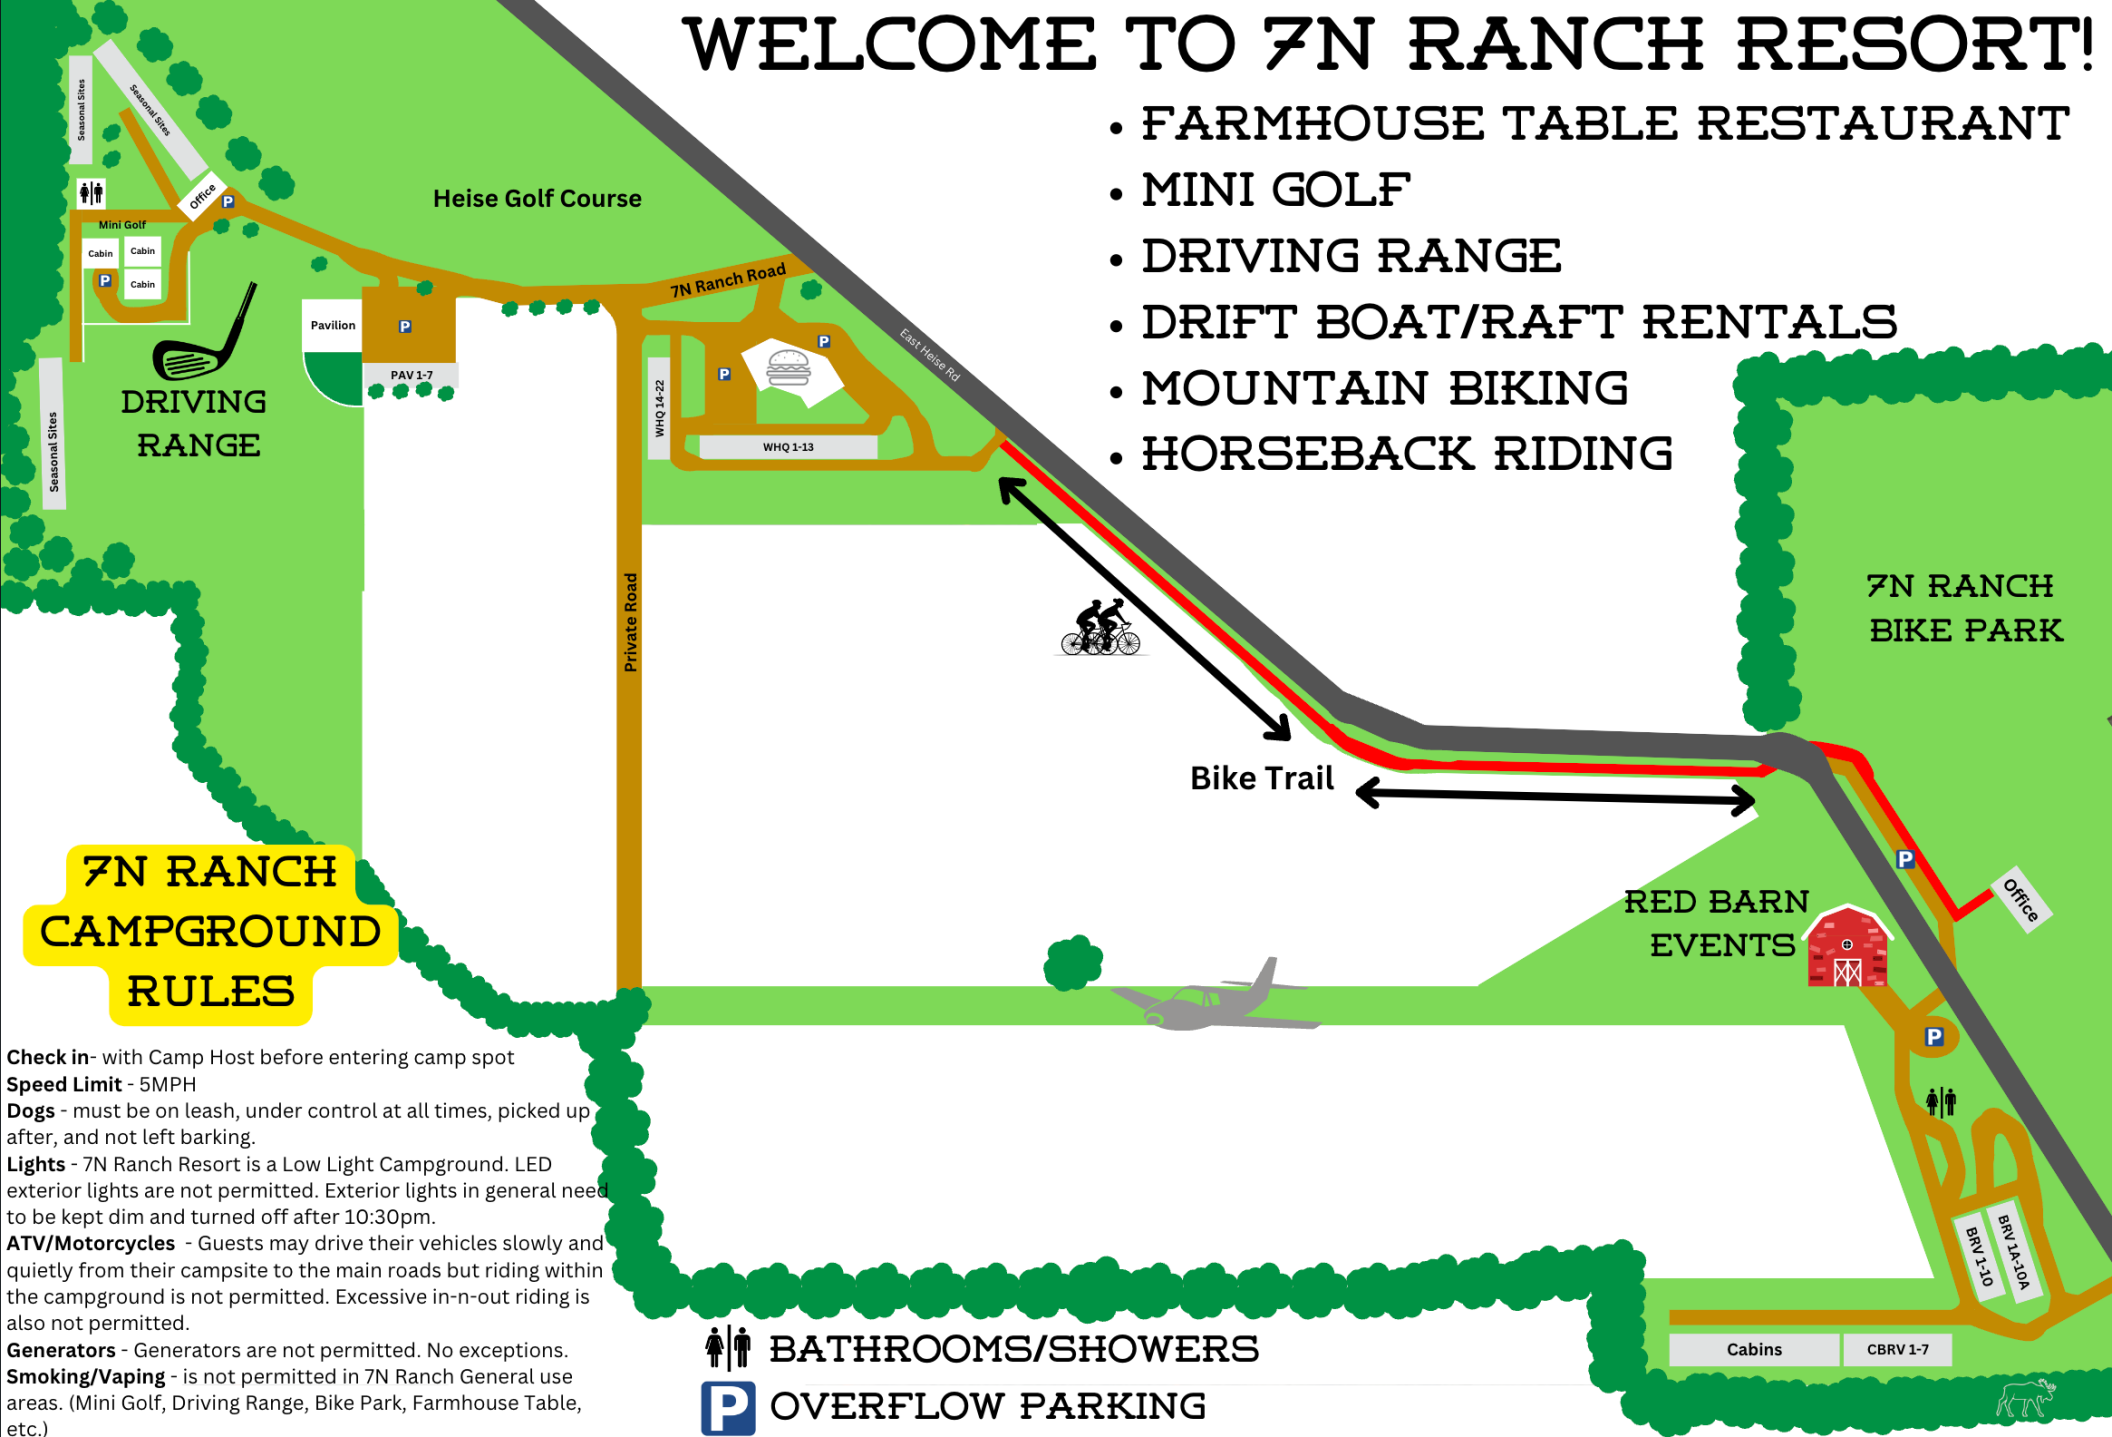 WELCOME TO 7N RANCH RESORT!
• FARMHOUSE TABLE RESTAURANT
• MINI GOLF
• DRIVING RANGE
• DRIFT BOAT/RAFT RENTALS
• MOUNTAIN BIKING
• HORSEBACK RIDING
Seasonal Sites
Seasonal Sites
Office
P
Mini Golf
Cabin
Cabin
Cabin
P
Heise Golf Course
7N Ranch Road
East Heise Rd
Pavilion
P
PAV 1-7
DRIVING
RANGE
Seasonal Sites
P
P
WHQ 14-22
WHQ 1-13
Private Road
Bike Trail
7N RANCH
BIKE PARK
P
Office
RED BARN
EVENTS
P
BRV 1-10
BRV 1A-10A
Cabins
CBRV 1-7
7N RANCH
CAMPGROUND
RULES
Check in- with Camp Host before entering camp spot
Speed Limit - 5MPH
Dogs - must be on leash, under control at all times, picked up
after, and not left barking.
Lights - 7N Ranch Resort is a Low Light Campground. LED
exterior lights are not permitted. Exterior lights in general need
to be kept dim and turned off after 10:30pm.
ATV/Motorcycles - Guests may drive their vehicles slowly and
quietly from their campsite to the main roads but riding within
the campground is not permitted. Excessive in-n-out riding is
also not permitted.
Generators - Generators are not permitted. No exceptions.
Smoking/Vaping - is not permitted in 7N Ranch General use
areas. (Mini Golf, Driving Range, Bike Park, Farmhouse Table,
etc.)
BATHROOMS/SHOWERS
P OVERFLOW PARKING